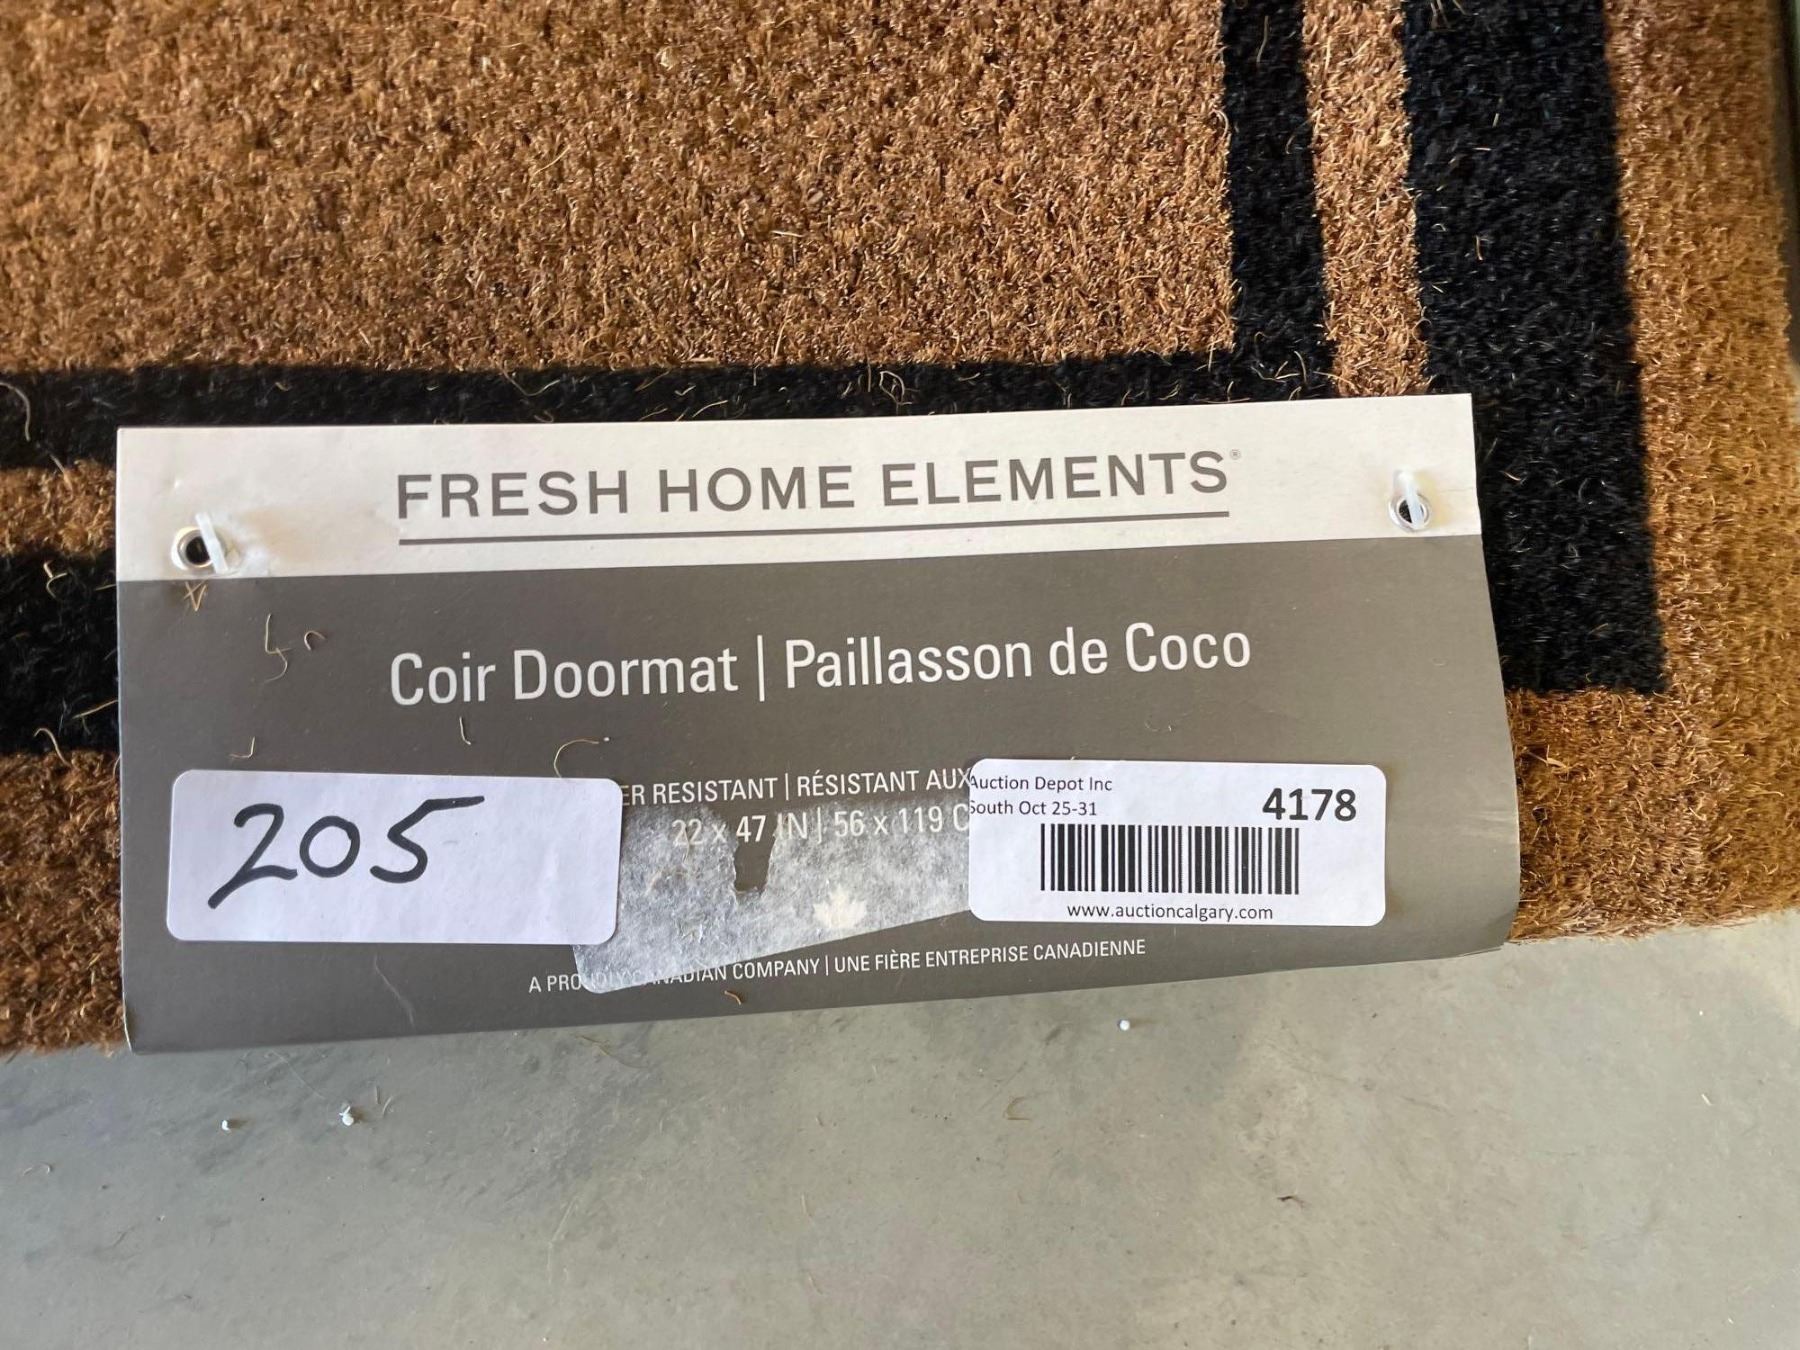 FRESH HOME ELEMENTS®
Coir Doormat | Paillasson de Coco
ER RESISTANT | RÉSISTANT AUX
22 x 47 IN | 56 x 119 C
205
Auction Depot Inc
South Oct 25-31
4178
www.auctioncalgary.com
A PROUDLY CANADIAN COMPANY | UNE FIÈRE ENTREPRISE CANADIENNE